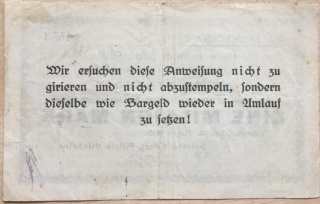 Wir ersuchen diese Anweisung nicht zu
girieren und nicht abzustempeln, sondern
dieselbe wie Bargeld wieder in Umlauf
zu setzen!